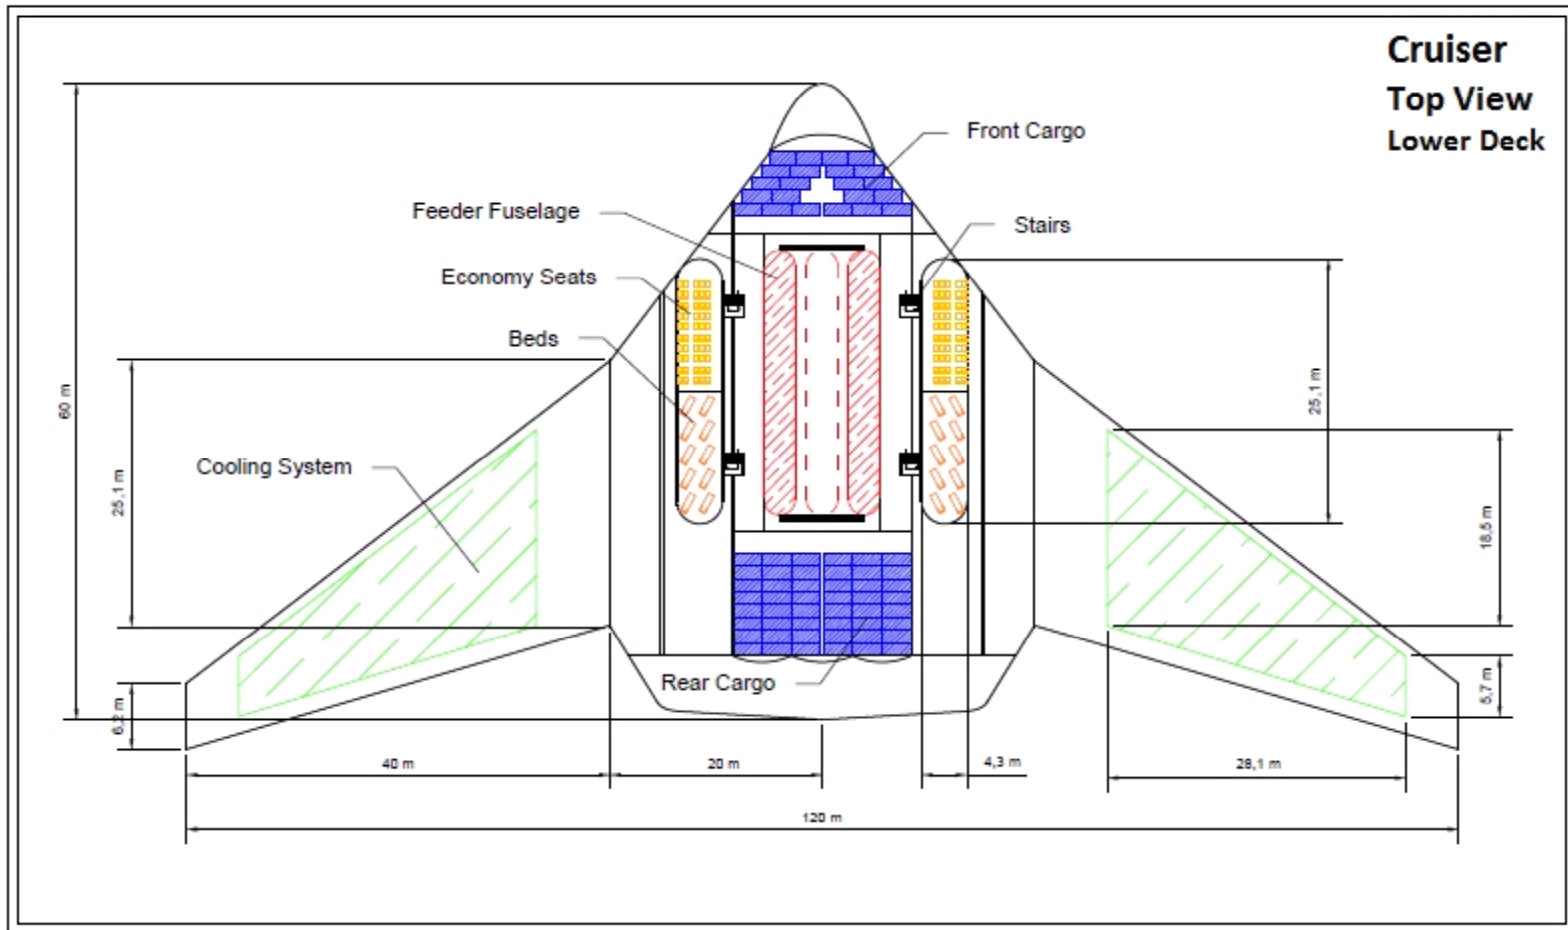 Cruiser
Top View
Lower Deck
Front Cargo
Feeder Fuselage
Stairs
Economy Seats
Beds
60 m
25,1 m
Cooling System
25,1 m
18,5 m
Rear Cargo
5,7 m
6,2 m
40 m
20 m
4,3 m
28,1 m
120 m